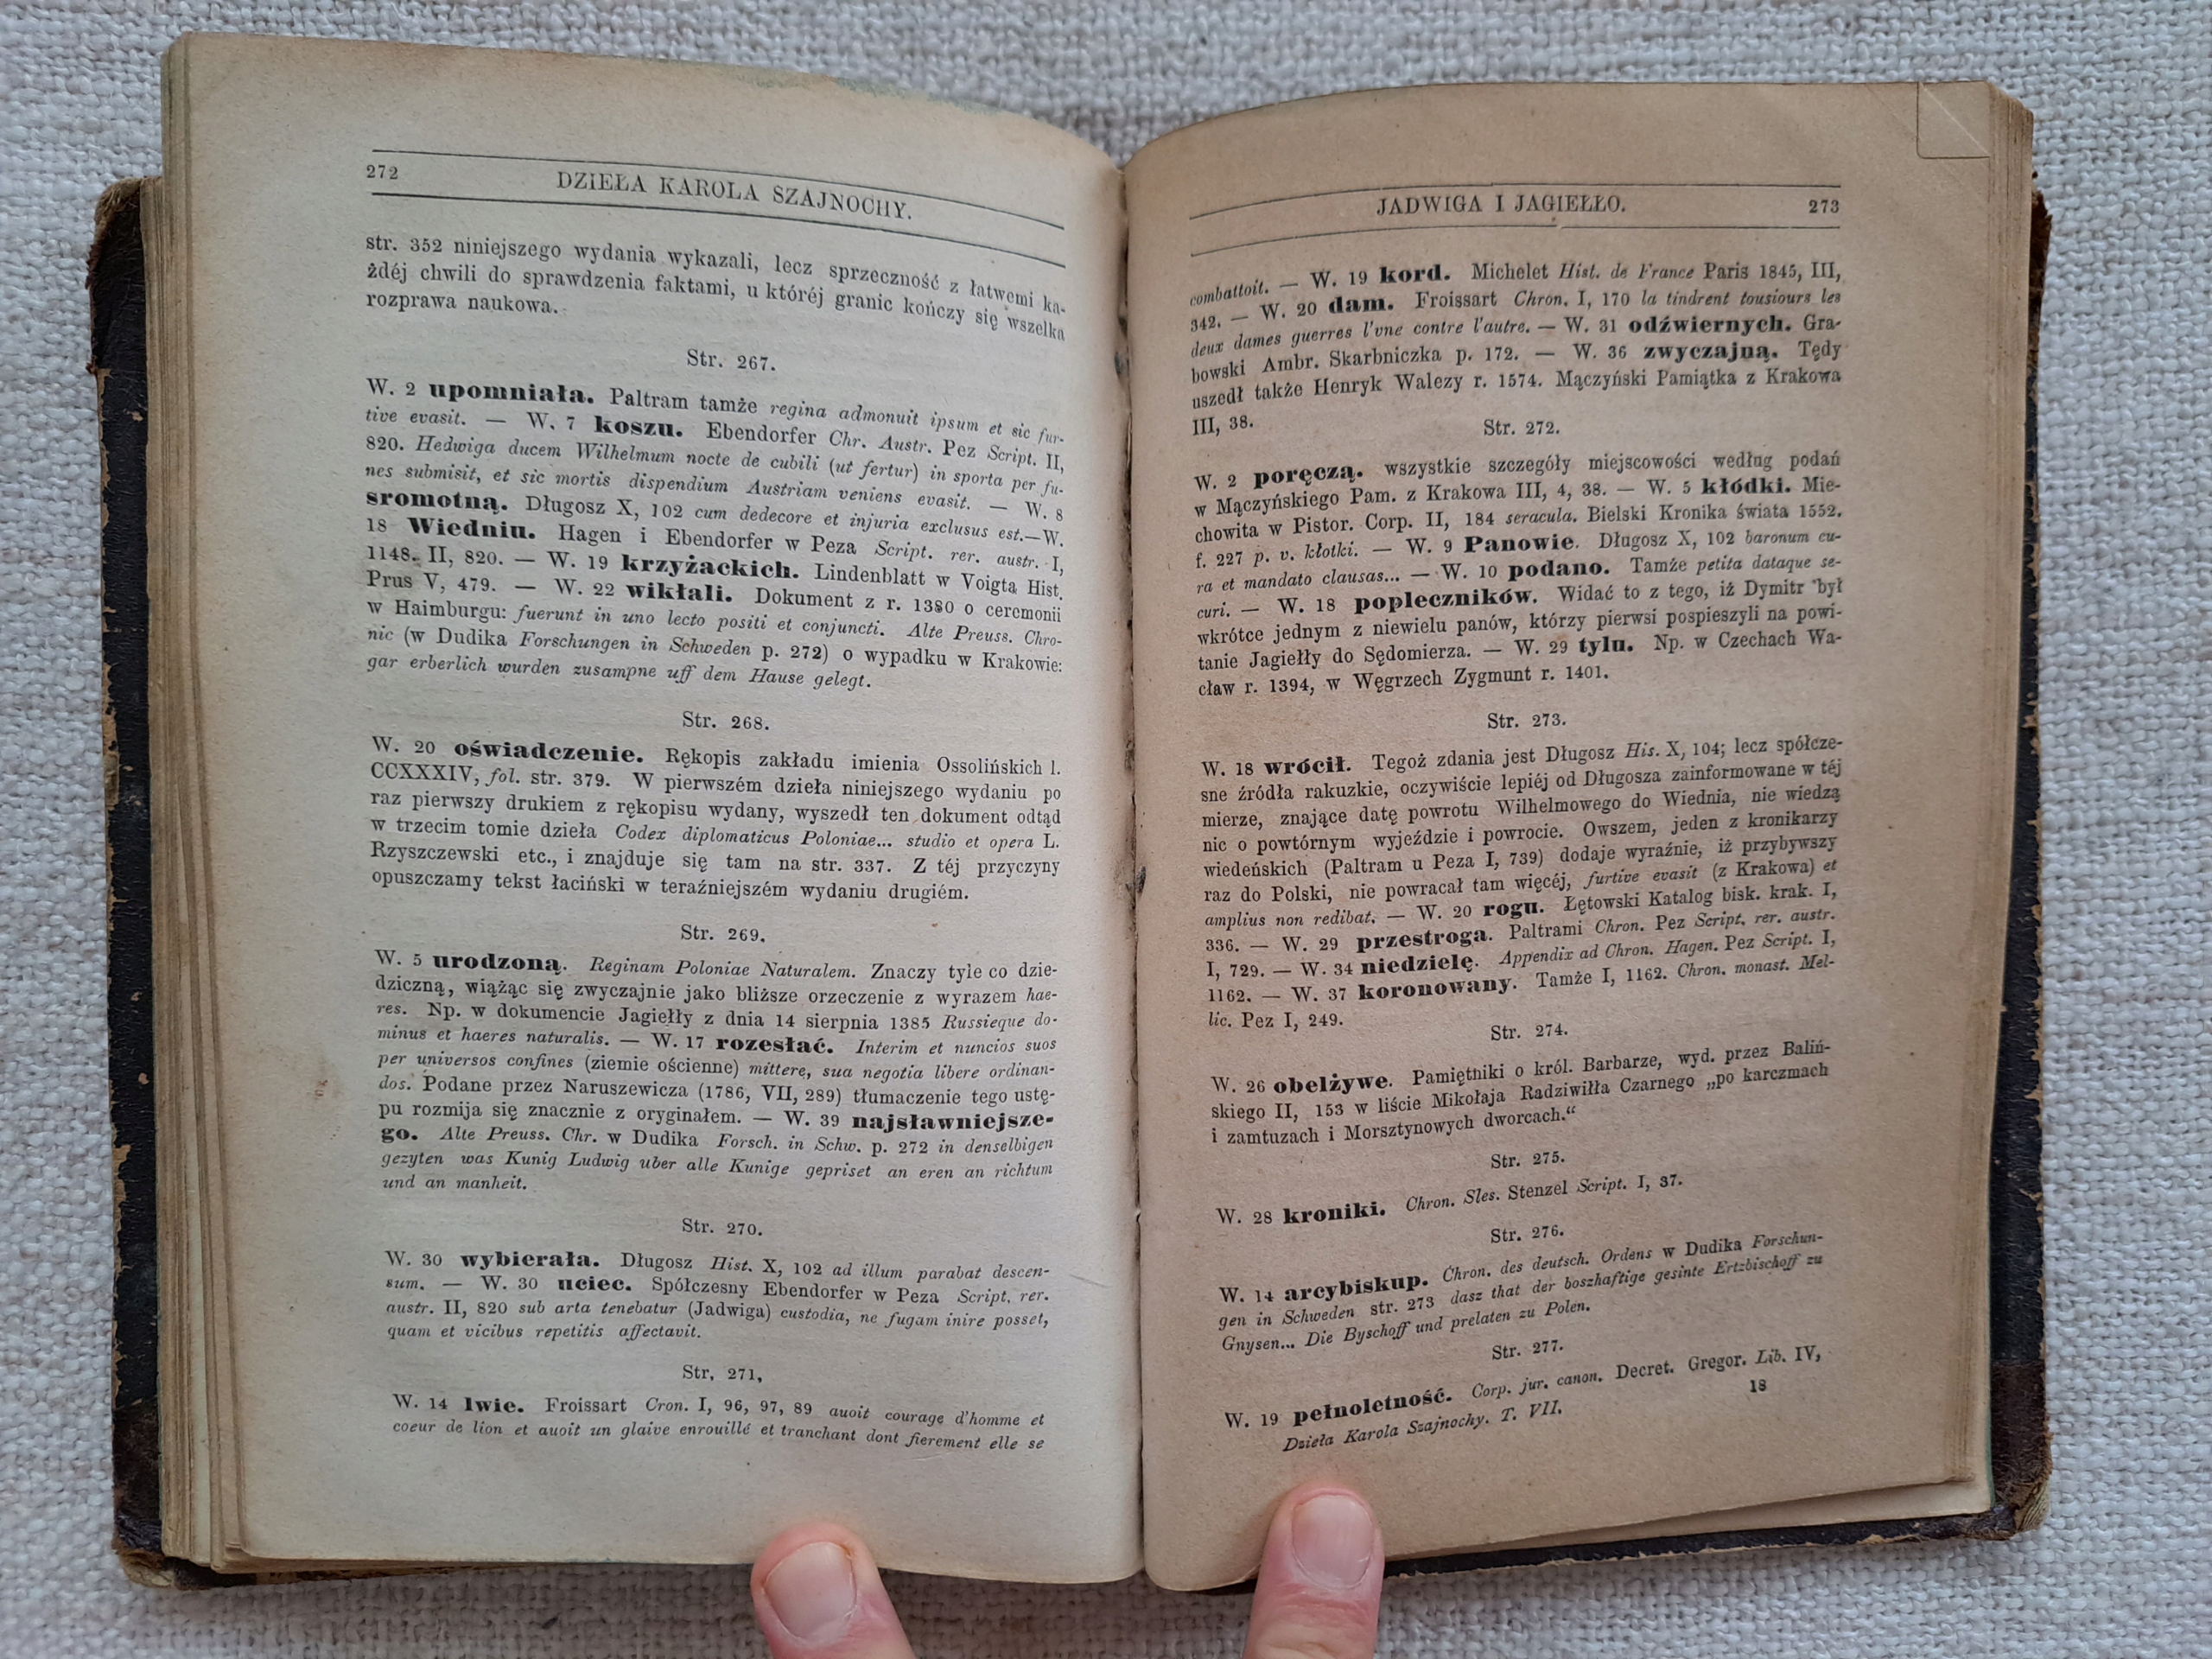 272
DZIEŁA KAROLA SZAJNOCHY.
str. 352 niniejszego wydania wykazali, lecz sprzeczność z łatwemi ka-
żdéj chwili do sprawdzenia faktami, u któréj granic kończy się wszelka
rozprawa naukowa.
Str. 267.
W. 2 upomniała. Paltram tamże regina admonuit ipsum et sic fur-
tive evasit. — W. 7 koszu. Ebendorfer Chr. Austr. Pez Script. II,
820. Hedwiga ducem Wilhelmum nocte de cubili (ut fertur) in sporta per fu-
nes submisit, et sic mortis dispendium Austriam veniens evasit. — W. 8
sromotną. Długosz X, 102 cum dedecore et injuria exclusus est.—W.
18 Wiedniu. Hagen i Ebendorfer w Peza Script. rer. austr. I,
1148. II, 820. — W. 19 krzyżackich. Lindenblatt w Voigta Hist.
Prus V, 479. — W. 22 wikłali. Dokument z r. 1380 o ceremonii
w Haimburgu: fuerunt in uno lecto positi et conjuncti. Alte Preuss. Chro-
nic (w Dudika Forschungen in Schweden p. 272) o wypadku w Krakowie:
gar erberlich wurden zusampne uff dem Hause gelegt.
Str. 268.
W. 20 oświadczenie. Rękopis zakładu imienia Ossolińskich l.
CCXXXIV, fol. str. 379. W pierwszém dzieła niniejszego wydaniu po
raz pierwszy drukiem z rękopisu wydany, wyszedł ten dokument odtąd
w trzecim tomie dzieła Codex diplomaticus Poloniae... studio et opera L.
Rzyszczewski etc., i znajduje się tam na str. 337. Z téj przyczyny
opuszczamy tekst łaciński w teraźniejszém wydaniu drugiém.
Str. 269.
W. 5 urodzoną. Reginam Poloniae Naturalem. Znaczy tyle co dzie-
dziczną, wiążąc się zwyczajnie jako bliższe orzeczenie z wyrazem hae-
res. Np. w dokumencie Jagiełły z dnia 14 sierpnia 1385 Russieque do-
minus et haeres naturalis. — W. 17 rozesłać. Interim et nuncios suos
per universos confines (ziemie ościenne) mittere, sua negotia libere ordinan-
dos. Podane przez Naruszewicza (1786, VII, 289) tłumaczenie tego ustę-
pu rozmija się znacznie z oryginałem. — W. 39 najsławniejsze-
go. Alte Preuss. Chr. w Dudika Forsch. in Schw. p. 272 in denselbigen
gezyten was Kunig Ludwig uber alle Kunige gepriset an eren an richtum
und an manheit.
Str. 270.
W. 30 wybierała. Długosz Hist. X, 102 ad illum parabat descen-
sum. — W. 30 uciec. Spółczesny Ebendorfer w Peza Script. rer.
austr. II, 820 sub arta tenebatur (Jadwiga) custodia, ne fugam inire posset,
quam et vicibus repetitis affectavit.
Str, 271,
W. 14 lwie. Froissart Cron. I, 96, 97, 89 auoit courage d'homme et
coeur de lion et auoit un glaive enrouillé et tranchant dont fierement elle se
JADWIGA I JAGIEŁŁO.
273
combattoit. — W. 19 kord. Michelet Hist. de France Paris 1845, III,
342. — W. 20 dam. Froissart Chron. I, 170 la tindrent tousiours les
deux dames guerres l'vne contre l'autre. — W. 31 odźwiernych. Gra-
bowski Ambr. Skarbniczka p. 172. — W. 36 zwyczajną. Tędy
uszedł także Henryk Walezy r. 1574. Mączyński Pamiątka z Krakowa
III, 38.
Str. 272.
W. 2 poręczą. wszystkie szczegóły miejscowości według podań
w Mączyńskiego Pam. z Krakowa III, 4, 38. — W. 5 kłódki. Mie-
chowita w Pistor. Corp. II, 184 seracula. Bielski Kronika świata 1552.
f. 227 p. v. kłotki. — W. 9 Panowie. Długosz X, 102 baronum cu-
ra et mandato clausas... — W. 10 podano. Tamże petita dataque se-
curi. — W. 18 popleczników. Widać to z tego, iż Dymitr był
wkrótce jednym z niewielu panów, którzy pierwsi pospieszyli na powi-
tanie Jagiełły do Sędomierza. — W. 29 tylu. Np. w Czechach Wa-
cław r. 1394, w Węgrzech Zygmunt r. 1401.
Str. 273.
W. 18 wrócił. Tegoż zdania jest Długosz His. X, 104; lecz spółcze-
sne źródła rakuzkie, oczywiście lepiéj od Długosza zainformowane w téj
mierze, znające datę powrotu Wilhelmowego do Wiednia, nie wiedzą
nic o powtórnym wyjeździe i powrocie. Owszem, jeden z kronikarzy
wiedeńskich (Paltram u Peza I, 739) dodaje wyraźnie, iż przybywszy
raz do Polski, nie powracał tam więcéj, furtive evasit (z Krakowa) et
amplius non redibat. — W. 20 rogu. Łętowski Katalog bisk. krak. I,
336. — W. 29 przestroga. Paltrami Chron. Pez Script. rer. austr.
I, 729. — W. 34 niedzielę. Appendix ad Chron. Hagen. Pez Script. I,
1162. — W. 37 koronowany. Tamże I, 1162. Chron. monast. Mel-
lic. Pez I, 249.
Str. 274.
W. 26 obelżywe. Pamiętniki o król. Barbarze, wyd. przez Baliń-
skiego II, 153 w liście Mikołaja Radziwiłła Czarnego „po karczmach
i zamtuzach i Morsztynowych dworcach.“
Str. 275.
W. 28 kroniki. Chron. Sles. Stenzel Script. I, 37.
Str. 276.
W. 14 arcybiskup. Chron. des deutsch. Ordens w Dudika Forschun-
gen in Schweden str. 273 dasz that der boszhaftige gesinte Ertzbischoff zu
Gnysen... Die Byschoff und prelaten zu Polen.
Str. 277.
W. 19 pełnoletność. Corp. jur. canon. Decret. Gregor. Lib. IV,
Dzieła Karola Szajnochy. T. VII.
18